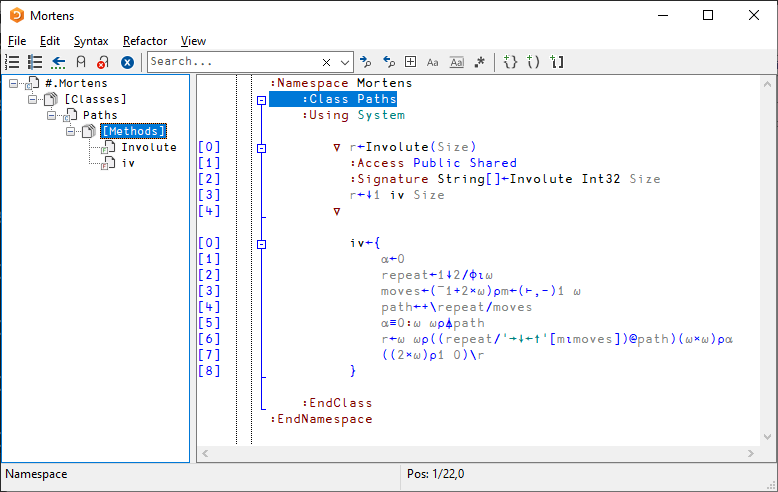 Mortens
File Edit Syntax Refactor View
Search... Aa Aa .* {} () []
#.Mortens
[Classes]
Paths
[Methods]
Involute
iv
:Namespace Mortens
:Class Paths
:Using System
[0] ∇ r←Involute(Size)
[1] :Access Public Shared
[2] :Signature String[]←Involute Int32 Size
[3] r←↓1 iv Size
[4] ∇
[0] iv←{
[1] ⍺←0
[2] repeat←1↓2/⌽⍳⍵
[3] moves←(¯1+2×⍵)⍴m←(⊢,-)1 ⍵
[4] path←+\repeat/moves
[5] ⍺≡0:⍵ ⍵⍴⍋path
[6] r←⍵ ⍵⍴((repeat/'→↓←↑'[m⍳moves])@path)(⍵×⍵)⍴⍺
[7] ((2×⍵)⍴1 0)\r
[8] }
:EndClass
:EndNamespace
Namespace Pos: 1/22,0